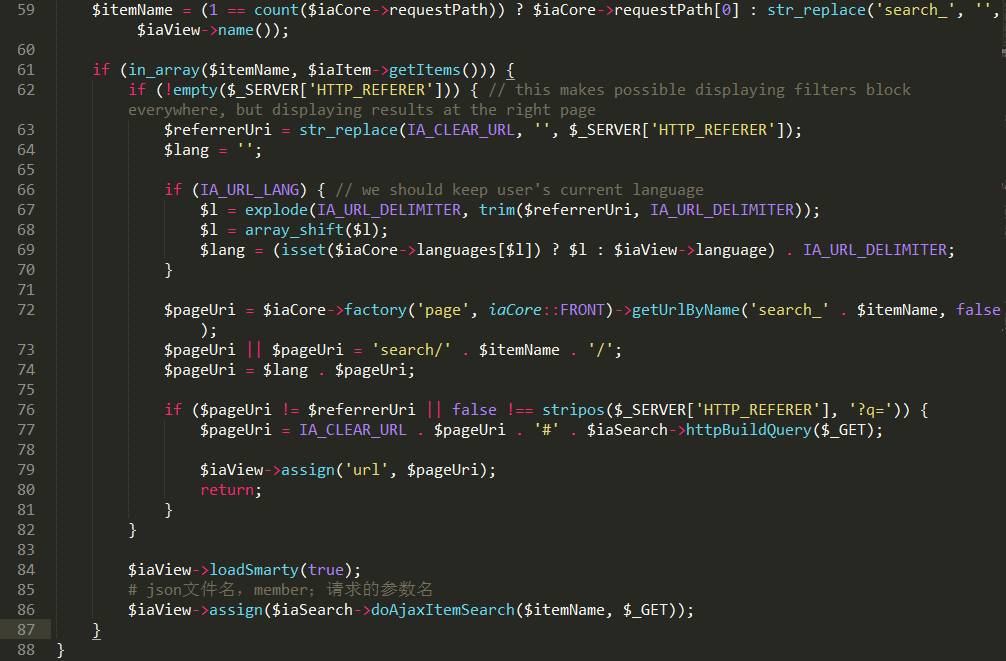 59 $itemName = (1 == count($iaCore->requestPath)) ? $iaCore->requestPath[0] : str_replace('search_', '',
$iaView->name());
60
61 if (in_array($itemName, $iaItem->getItems())) {
62 if (!empty($_SERVER['HTTP_REFERER'])) { // this makes possible displaying filters block
everywhere, but displaying results at the right page
63 $referrerUri = str_replace(IA_CLEAR_URL, '', $_SERVER['HTTP_REFERER']);
64 $lang = '';
65
66 if (IA_URL_LANG) { // we should keep user's current language
67 $l = explode(IA_URL_DELIMITER, trim($referrerUri, IA_URL_DELIMITER));
68 $l = array_shift($l);
69 $lang = (isset($iaCore->languages[$l]) ? $l : $iaView->language) . IA_URL_DELIMITER;
70 }
71
72 $pageUri = $iaCore->factory('page', iaCore::FRONT)->getUrlByName('search_' . $itemName, false
);
73 $pageUri || $pageUri = 'search/' . $itemName . '/';
74 $pageUri = $lang . $pageUri;
75
76 if ($pageUri != $referrerUri || false !== stripos($_SERVER['HTTP_REFERER'], '?q=')) {
77 $pageUri = IA_CLEAR_URL . $pageUri . '#' . $iaSearch->httpBuildQuery($_GET);
78
79 $iaView->assign('url', $pageUri);
80 return;
81 }
82 }
83
84 $iaView->loadSmarty(true);
85 # json文件名，member；请求的参数名
86 $iaView->assign($iaSearch->doAjaxItemSearch($itemName, $_GET));
87 }
88 }